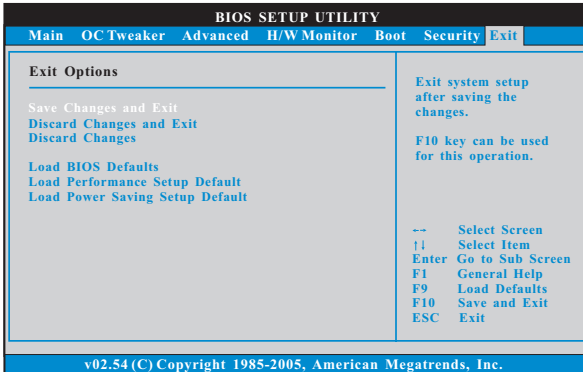 BIOS SETUP UTILITY
Main OC Tweaker Advanced H/W Monitor Boot Security Exit
Exit Options
Save Changes and Exit
Discard Changes and Exit
Discard Changes
Load BIOS Defaults
Load Performance Setup Default
Load Power Saving Setup Default
Exit system setup
after saving the
changes.
F10 key can be used
for this operation.
←→ Select Screen
↑↓ Select Item
Enter Go to Sub Screen
F1 General Help
F9 Load Defaults
F10 Save and Exit
ESC Exit
v02.54 (C) Copyright 1985-2005, American Megatrends, Inc.